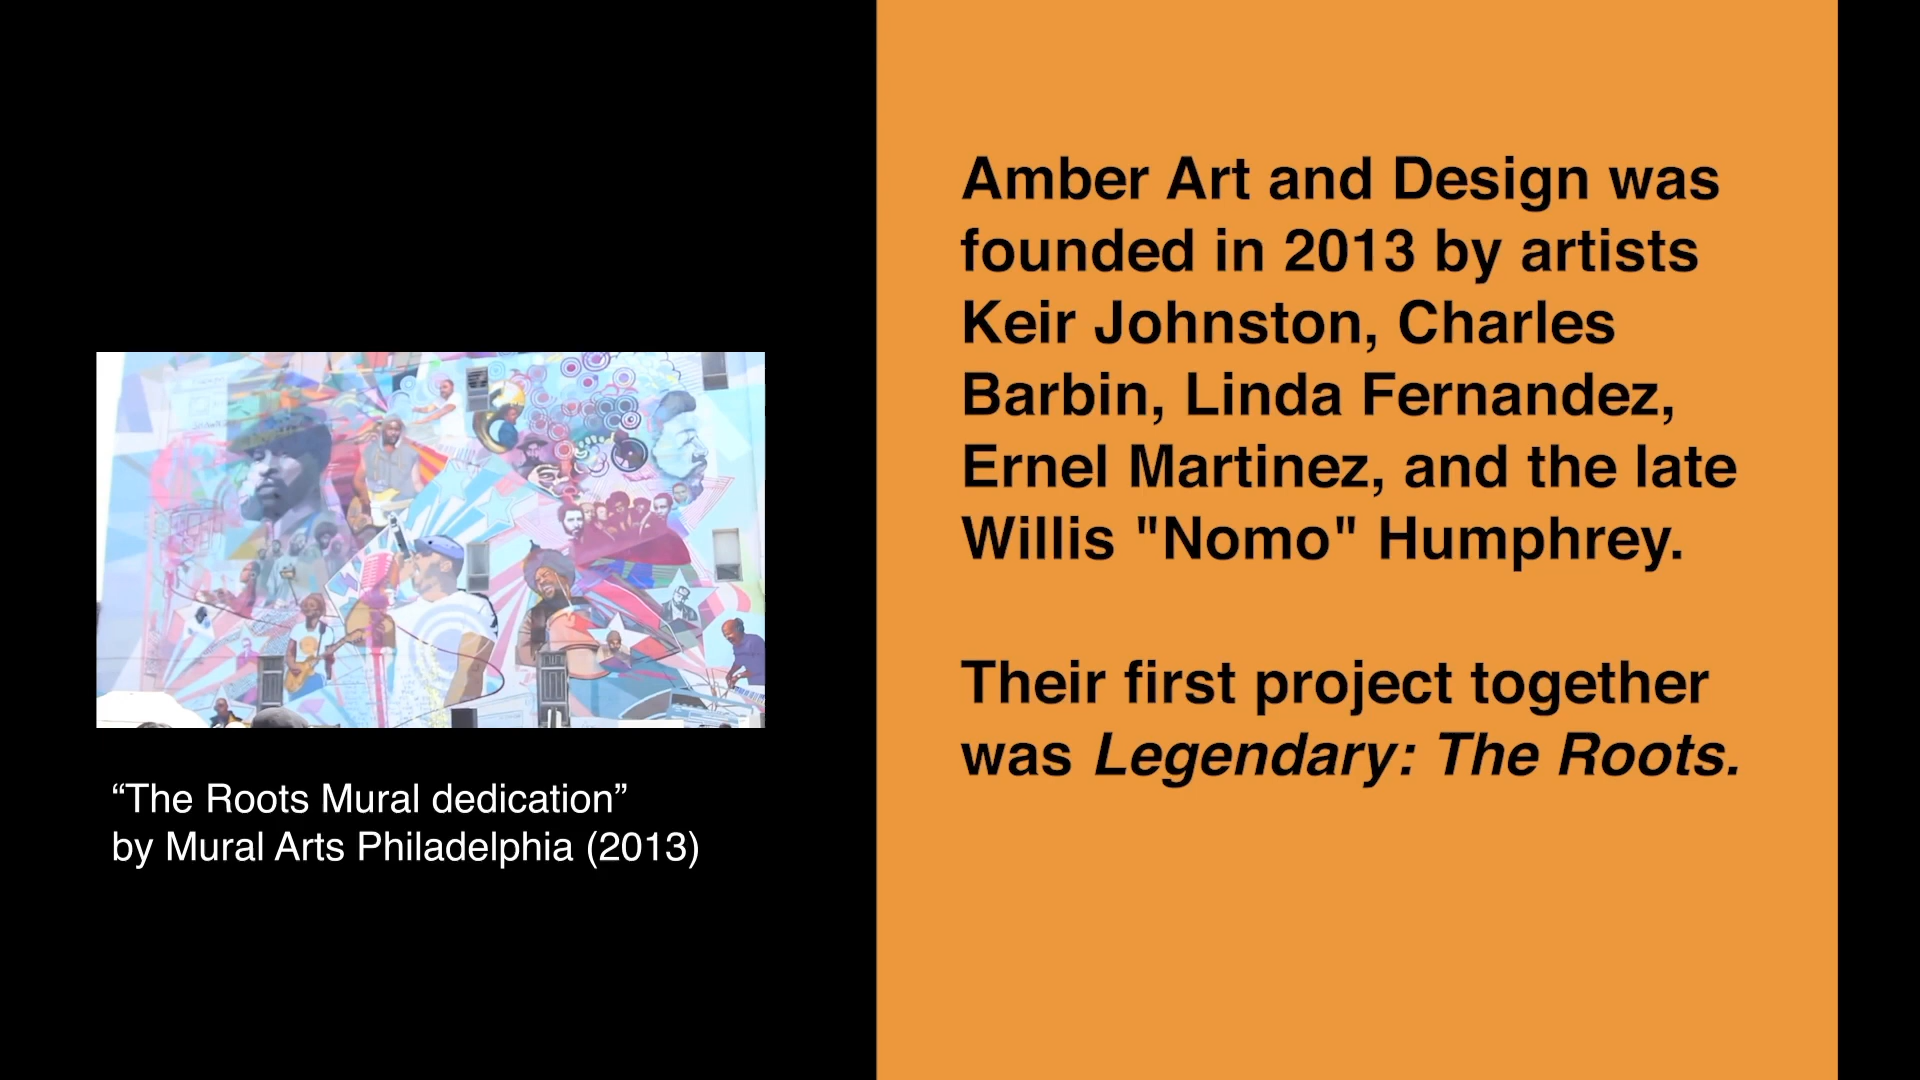 Amber Art and Design was
founded in 2013 by artists
Keir Johnston, Charles
Barbin, Linda Fernandez,
Ernel Martinez, and the late
Willis "Nomo" Humphrey.
Their first project together
was Legendary: The Roots.
“The Roots Mural dedication”
by Mural Arts Philadelphia (2013)